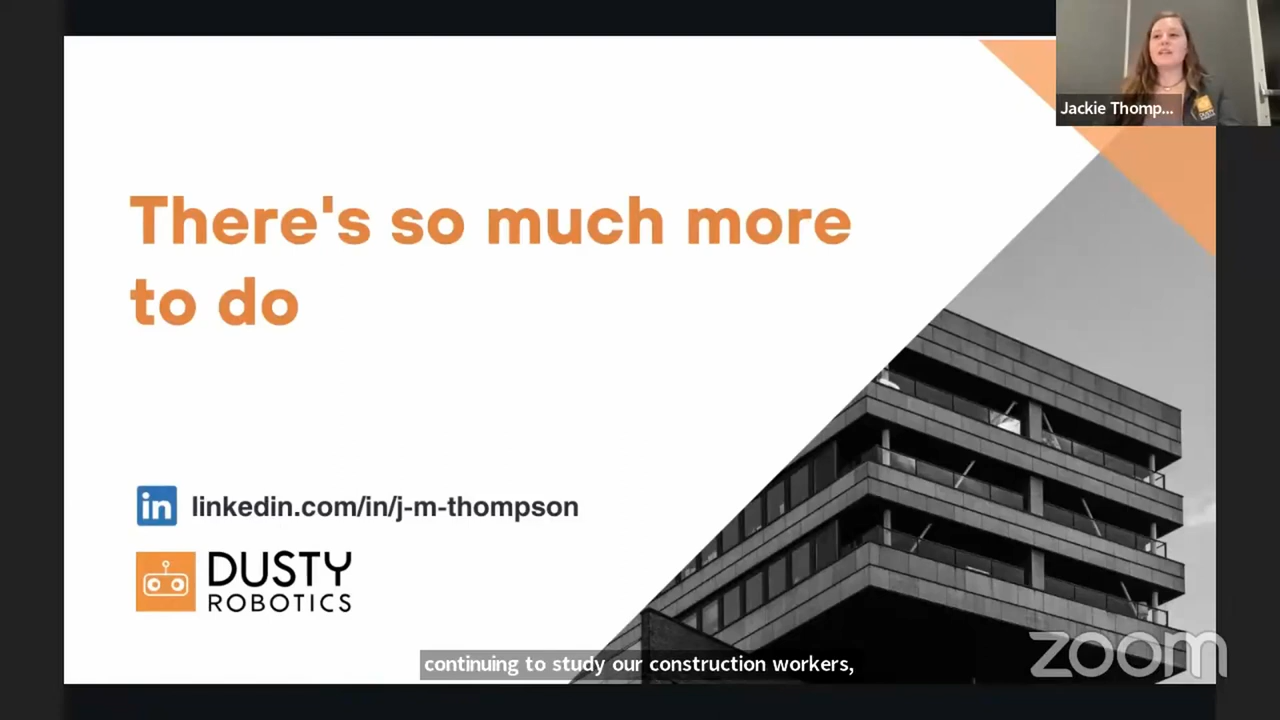 Jackie Thomp...
There's so much more
to do
in
linkedin.com/in/j-m-thompson
DUSTY
ROBOTICS
continuing to study our construction workers,
zoom